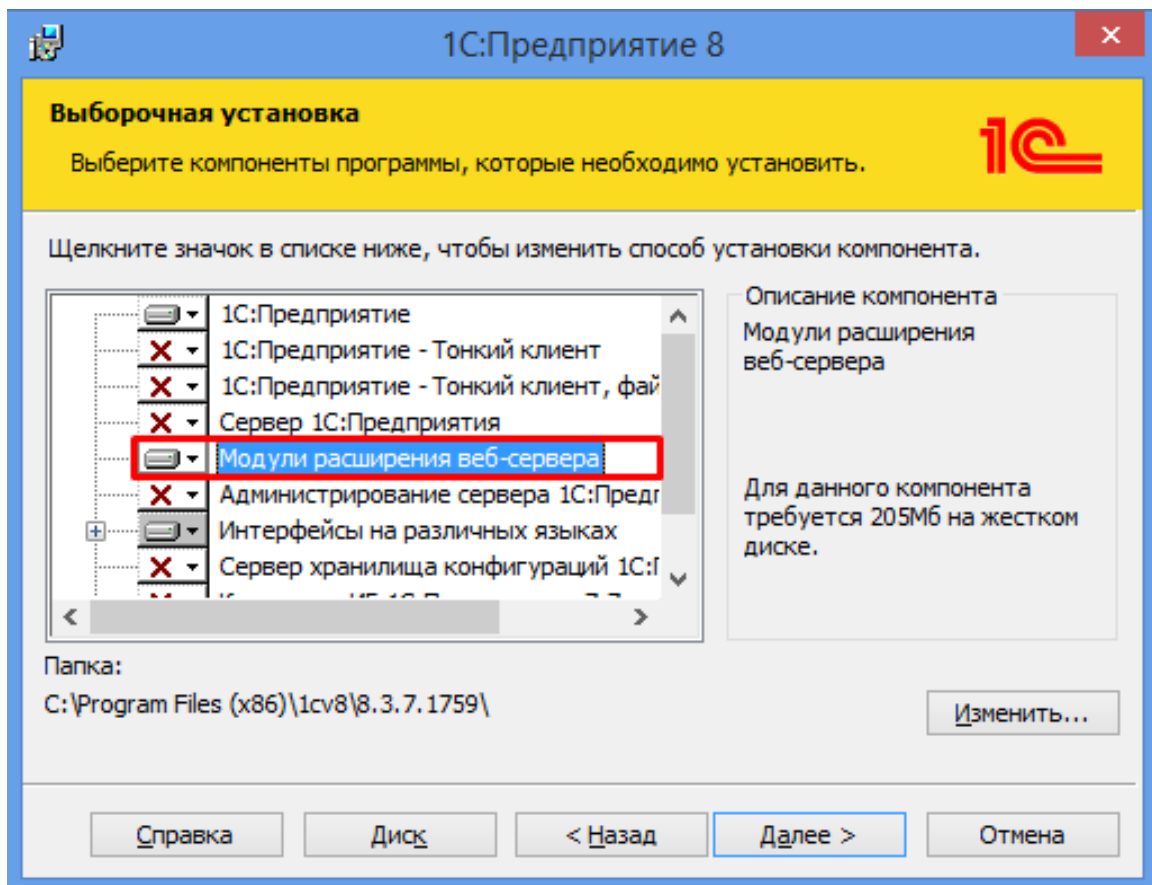 1С:Предприятие 8
Выборочная установка
Выберите компоненты программы, которые необходимо установить.
1С
Щелкните значок в списке ниже, чтобы изменить способ установки компонента.
1С:Предприятие
1С:Предприятие - Тонкий клиент
1С:Предприятие - Тонкий клиент, фай
Сервер 1С:Предприятия
Модули расширения веб-сервера
Администрирование сервера 1С:Предп
Интерфейсы на различных языках
Сервер хранилища конфигураций 1С:П
Описание компонента
Модули расширения
веб-сервера
Для данного компонента
требуется 205Мб на жестком
диске.
Папка:
C:\Program Files (x86)\1cv8\8.3.7.1759\
Изменить...
Справка
Диск
< Назад
Далее >
Отмена